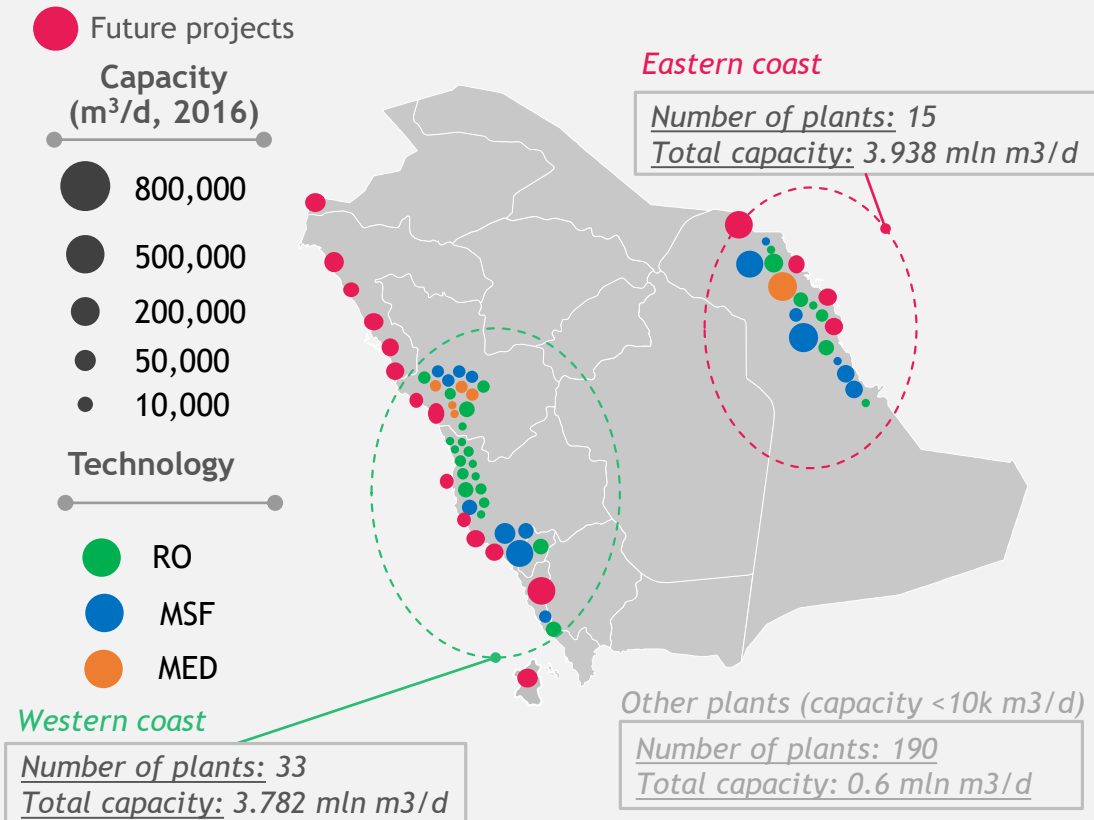 Future projects
Capacity
(m³/d, 2016)
800,000
500,000
200,000
50,000
10,000
Technology
RO
MSF
MED
Eastern coast
Number of plants: 15
Total capacity: 3.938 mln m3/d
Western coast
Number of plants: 33
Total capacity: 3.782 mln m3/d
Other plants (capacity <10k m3/d)
Number of plants: 190
Total capacity: 0.6 mln m3/d